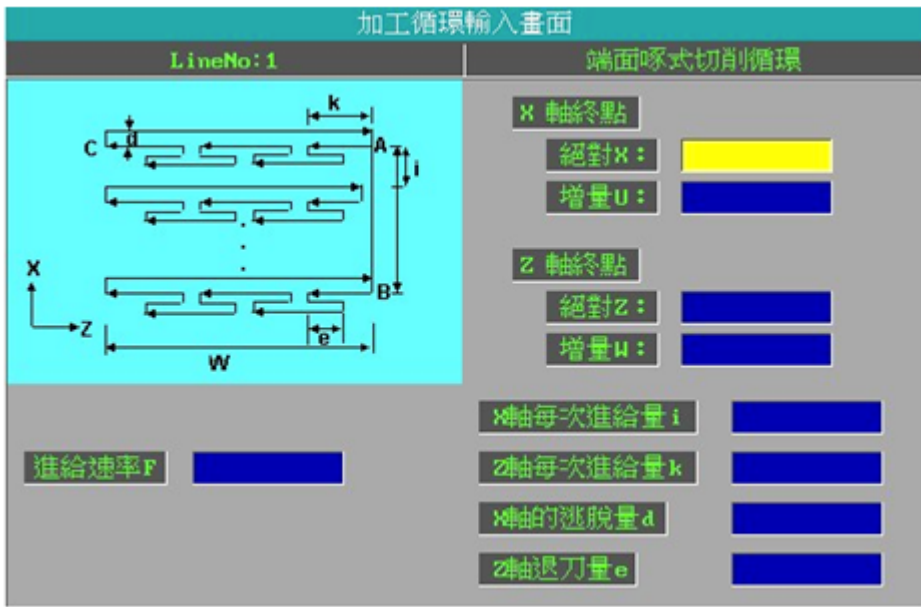 加工循環輸入畫面
LineNo:1
端面啄式切削循環
k
d
C
A
i
X
B
Z
e
W
X 軸終點
絕對X:
增量U:
Z 軸終點
絕對Z:
增量W:
X軸每次進給量i
進給速率F
Z軸每次進給量k
X軸的逃脫量d
Z軸退刀量e